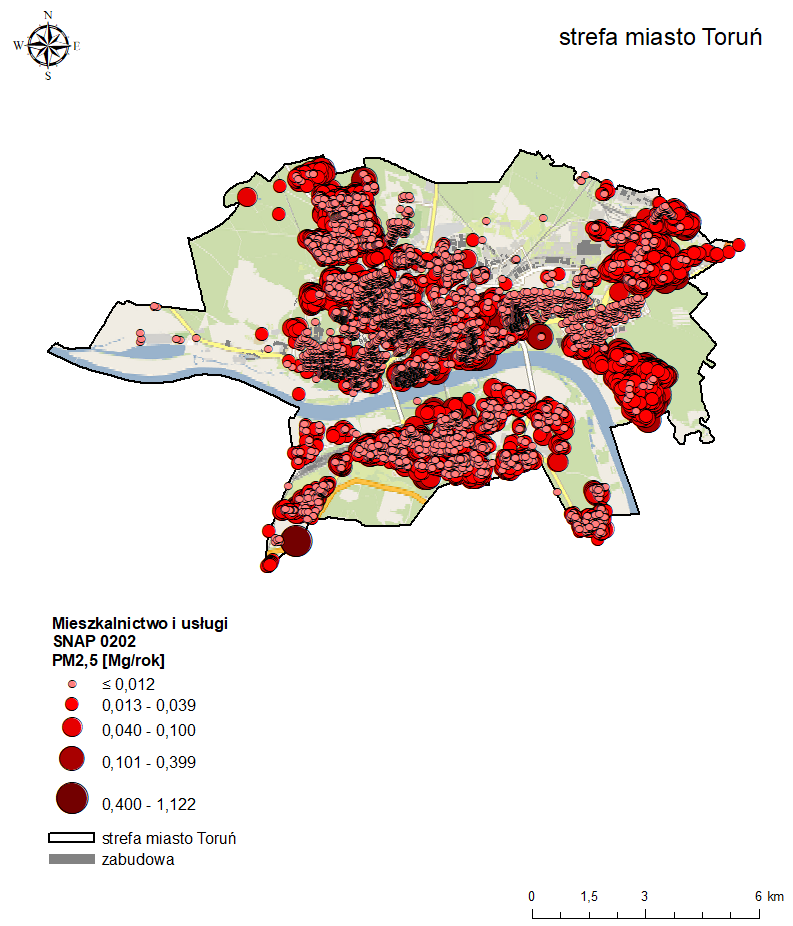 N
W E
S
strefa miasto Toruń
Mieszkalnictwo i usługi
SNAP 0202
PM2,5 [Mg/rok]
≤ 0,012
0,013 - 0,039
0,040 - 0,100
0,101 - 0,399
0,400 - 1,122
strefa miasto Toruń
zabudowa
0 1,5 3 6 km